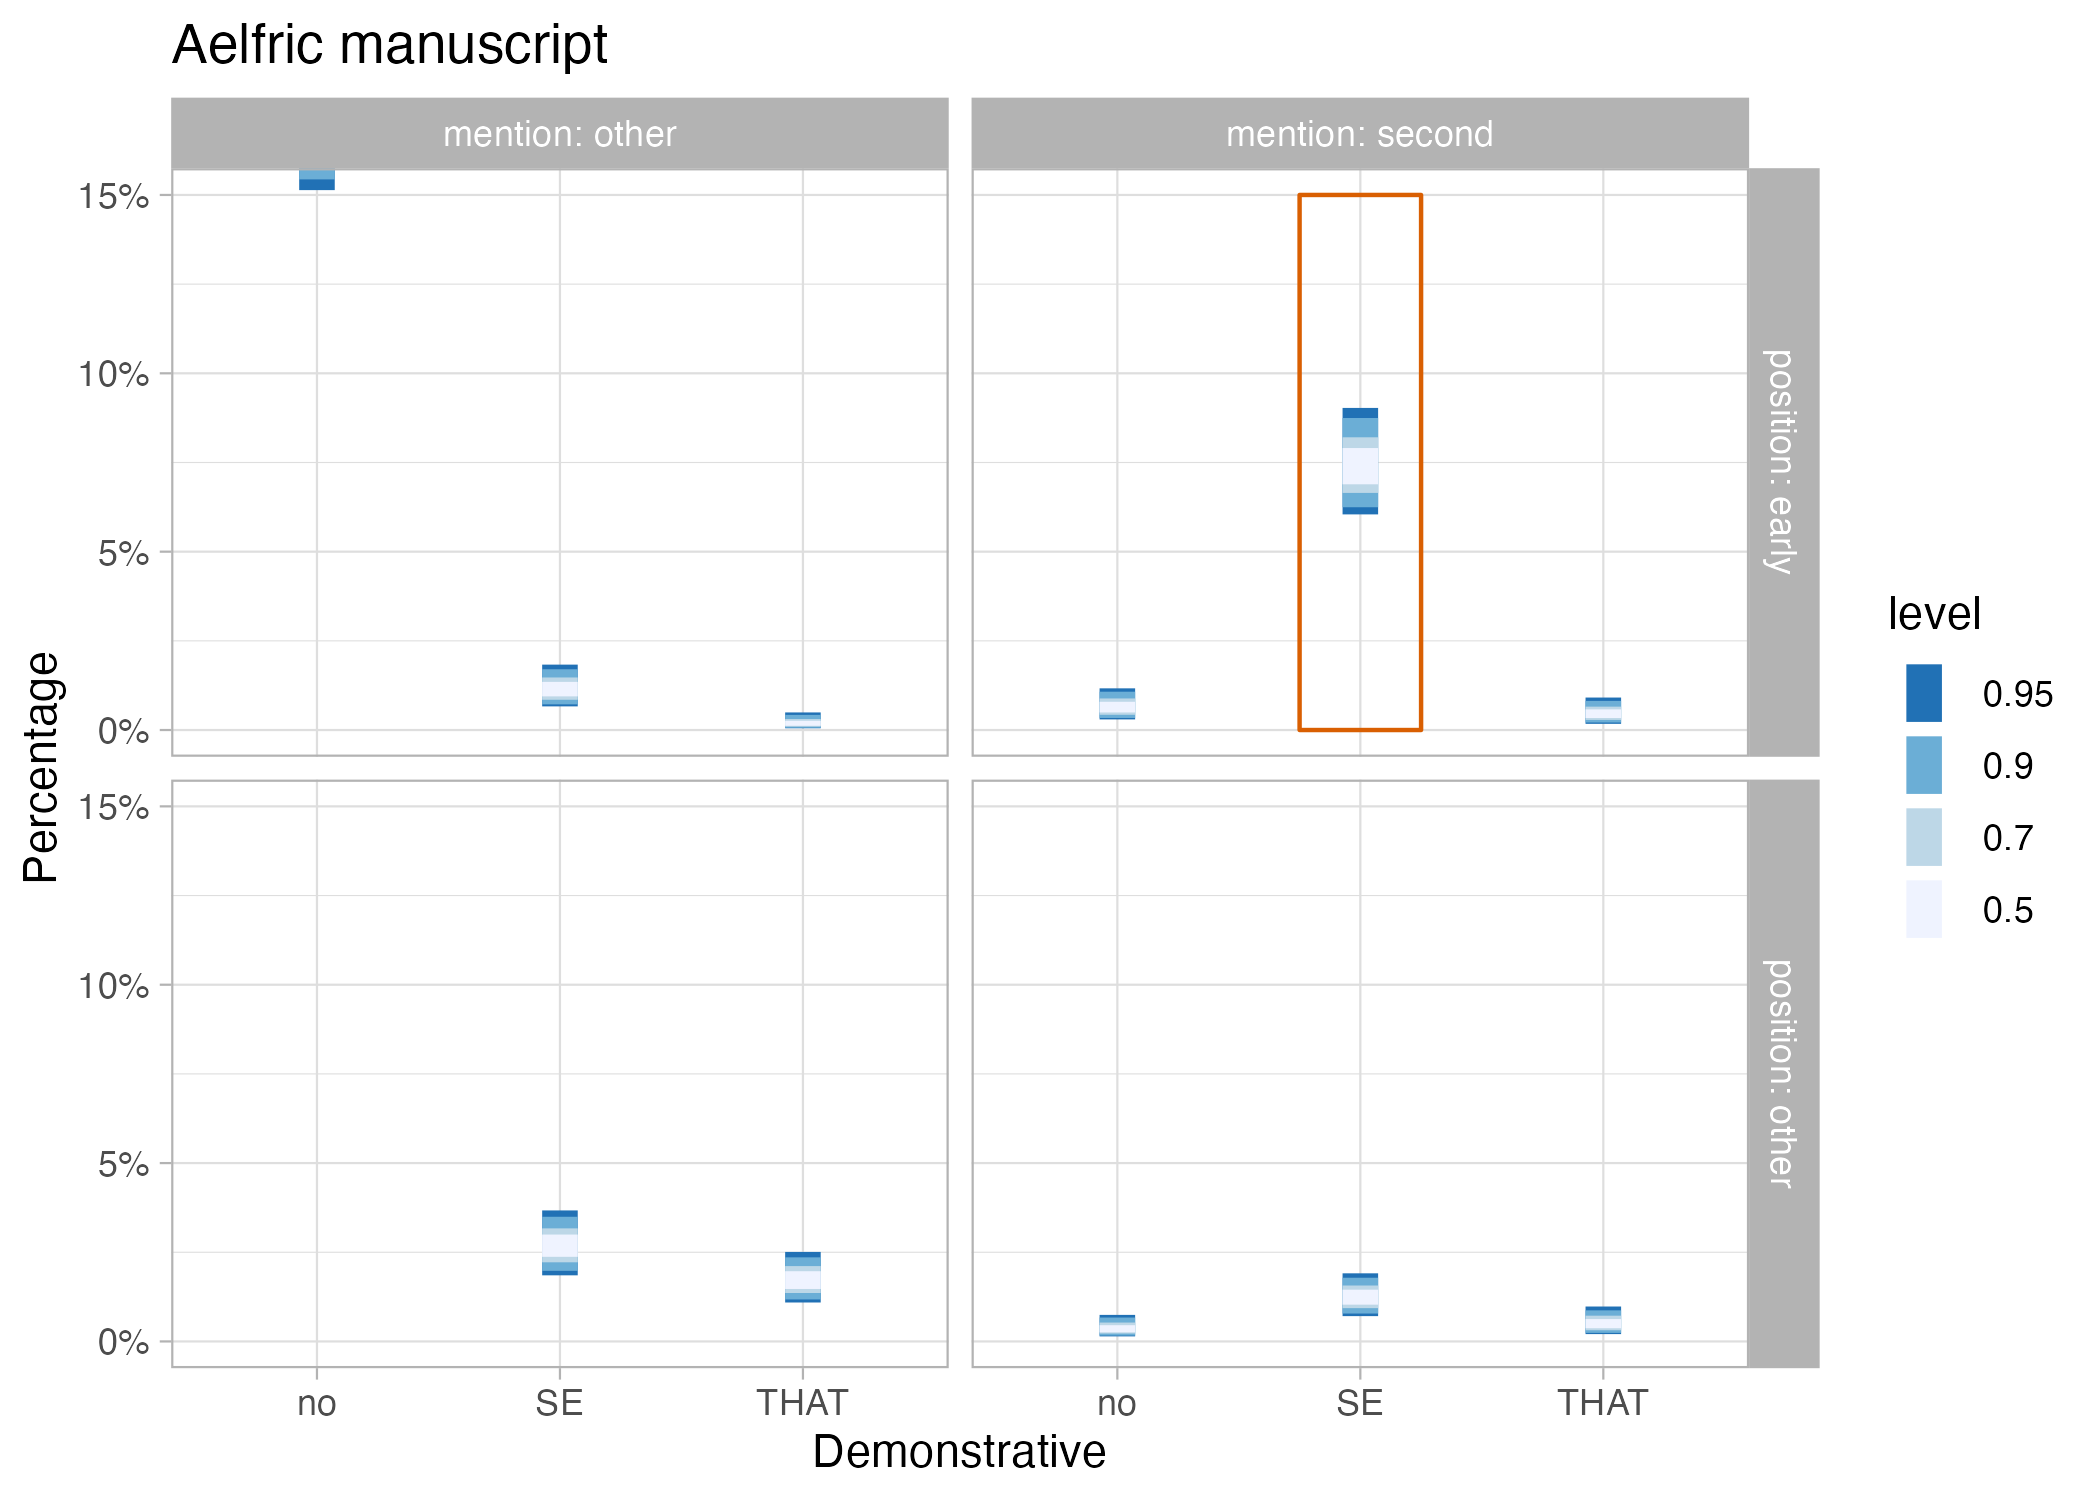 Aelfric manuscript
mention: other
mention: second
15%
10%
5%
0%
position: early
15%
10%
5%
0%
position: other
Percentage
no
SE
THAT
no
SE
THAT
Demonstrative
level
0.95
0.9
0.7
0.5